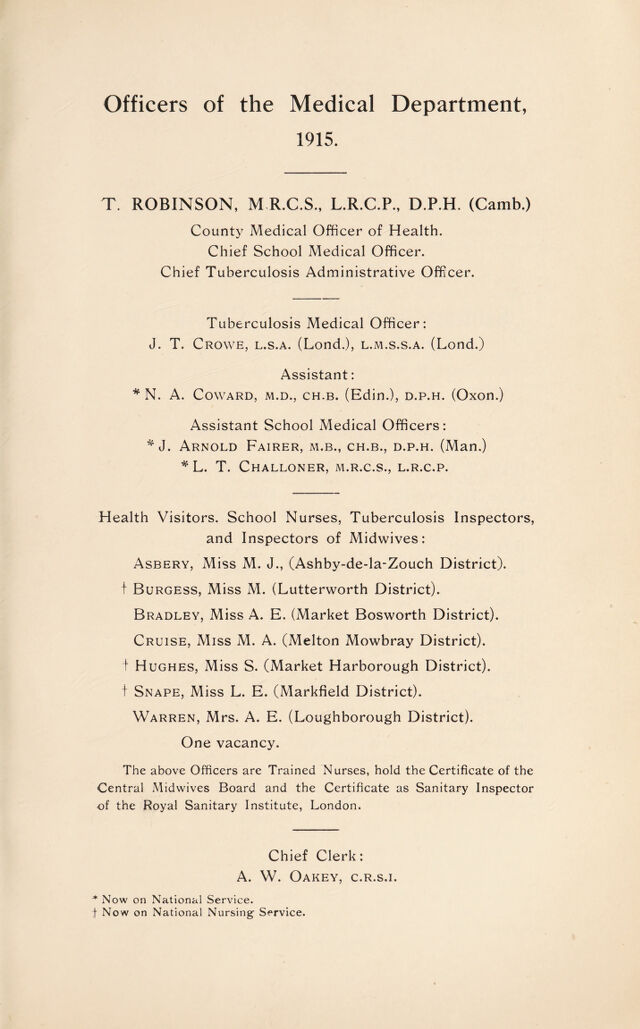 Officers of the Medical Department,
1915.
T. ROBINSON, M.R.C.S., L.R.C.P., D.P.H. (Camb.)
County Medical Officer of Health.
Chief School Medical Officer.
Chief Tuberculosis Administrative Officer.
Tuberculosis Medical Officer:
J. T. CROWE, L.S.A. (Lond.), L.M.S.S.A. (Lond.)
Assistant:
* N. A. COWARD, M.D., CH.B. (Edin.), D.P.H. (Oxon.)
Assistant School Medical Officers:
* J. ARNOLD FAIRER, M.B., CH.B., D.P.H. (Man.)
* L. T. CHALLONER, M.R.C.S., L.R.C.P.
Health Visitors. School Nurses, Tuberculosis Inspectors,
and Inspectors of Midwives:
ASBERY, Miss M. J., (Ashby-de-la-Zouch District).
† BURGESS, Miss M. (Lutterworth District).
BRADLEY, Miss A. E. (Market Bosworth District).
CRUISE, Miss M. A. (Melton Mowbray District).
† HUGHES, Miss S. (Market Harborough District).
† SNAPE, Miss L. E. (Markfield District).
WARREN, Mrs. A. E. (Loughborough District).
One vacancy.
The above Officers are Trained Nurses, hold the Certificate of the
Central Midwives Board and the Certificate as Sanitary Inspector
of the Royal Sanitary Institute, London.
Chief Clerk:
A. W. OAKEY, C.R.S.I.
* Now on National Service.
† Now on National Nursing Service.